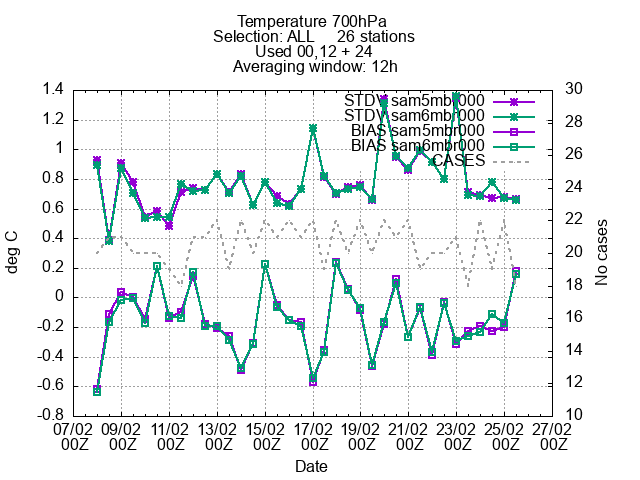 Temperature 700hPa
Selection: ALL 26 stations
Used 00,12 + 24
Averaging window: 12h
STDV sam5mbr000
STDV sam6mbr000
BIAS sam5mbr000
BIAS sam6mbr000
CASES
1.4
1.2
1
0.8
0.6
0.4
0.2
0
-0.2
-0.4
-0.6
-0.8
deg C
30
28
26
24
22
20
18
16
14
12
10
No cases
07/02 09/02 11/02 13/02 15/02 17/02 19/02 21/02 23/02 25/02 27/02
00Z 00Z 00Z 00Z 00Z 00Z 00Z 00Z 00Z 00Z 00Z
Date